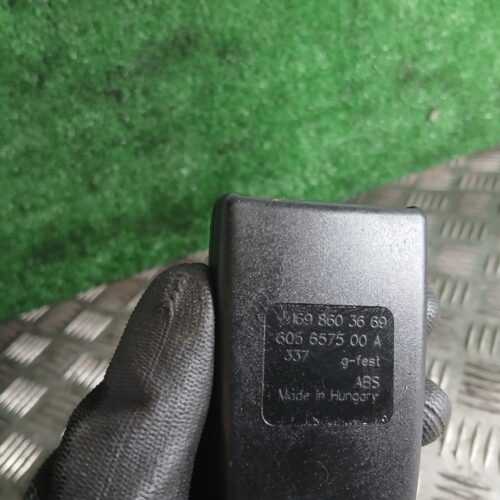 169 860 36 69
605 6575 00 A
337 g-fest
ABS
Made in Hungary